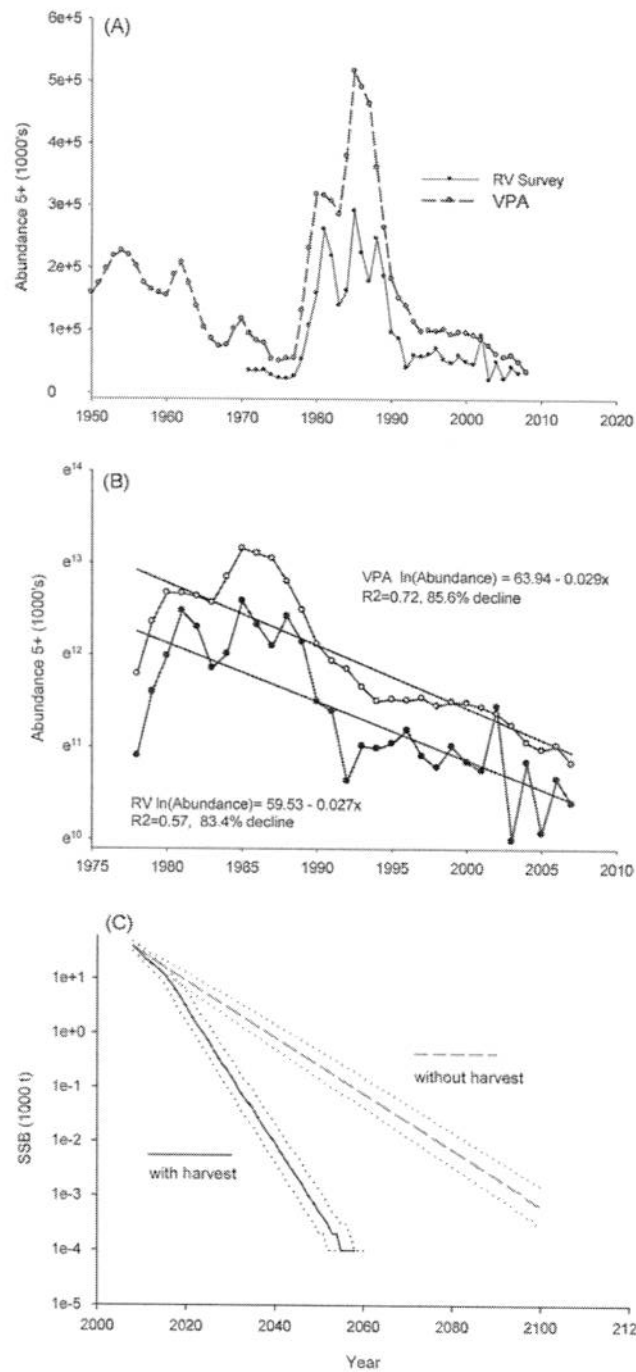 (A)
6e+5
5e+5
4e+5
3e+5
2e+5
1e+5
0
Abundance 5+ (1000's)
RV Survey
VPA
1950 1960 1970 1980 1990 2000 2010 2020
(B)
e14
e13
e12
e11
e10
Abundance 5+ (1000's)
VPA ln(Abundance) = 63.94 - 0.029x
R2=0.72, 85.6% decline
RV ln(Abundance)= 59.53 - 0.027x
R2=0.57, 83.4% decline
1975 1980 1985 1990 1995 2000 2005 2010
(C)
1e+1
1e+0
1e-1
1e-2
1e-3
1e-4
1e-5
SSB (1000 t)
without harvest
with harvest
2000 2020 2040 2060 2080 2100 212
Year